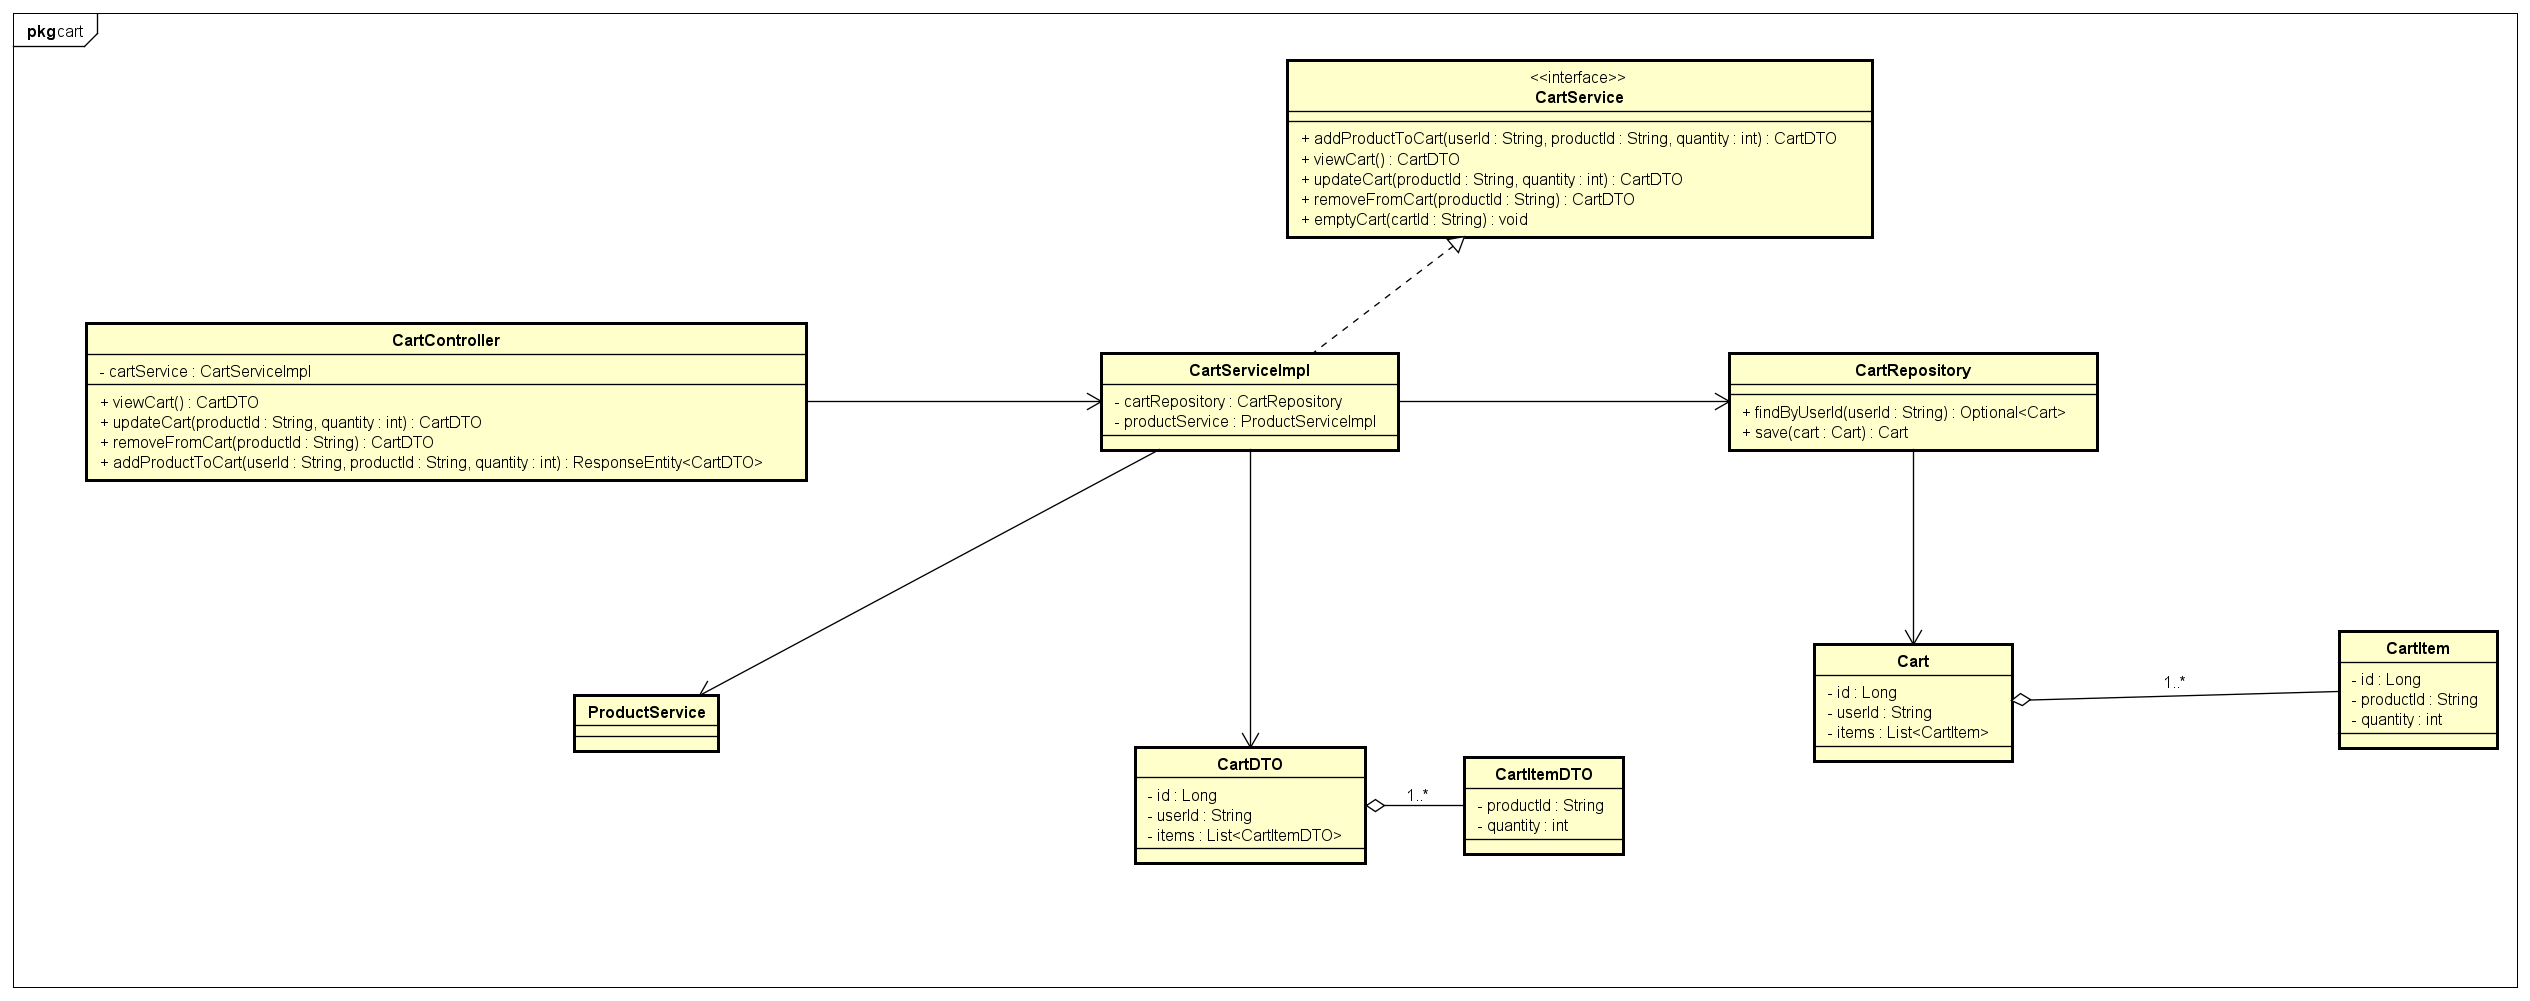 pkg cart
<<interface>>
CartService
+ addProductToCart(userId : String, productId : String, quantity : int) : CartDTO
+ viewCart() : CartDTO
+ updateCart(productId : String, quantity : int) : CartDTO
+ removeFromCart(productId : String) : CartDTO
+ emptyCart(cartId : String) : void
CartController
- cartService : CartServiceImpl
+ viewCart() : CartDTO
+ updateCart(productId : String, quantity : int) : CartDTO
+ removeFromCart(productId : String) : CartDTO
+ addProductToCart(userId : String, productId : String, quantity : int) : ResponseEntity<CartDTO>
CartServiceImpl
- cartRepository : CartRepository
- productService : ProductServiceImpl
CartRepository
+ findByUserId(userId : String) : Optional<Cart>
+ save(cart : Cart) : Cart
ProductService
CartDTO
- id : Long
- userId : String
- items : List<CartItemDTO>
1..*
CartItemDTO
- productId : String
- quantity : int
Cart
- id : Long
- userId : String
- items : List<CartItem>
1..*
CartItem
- id : Long
- productId : String
- quantity : int